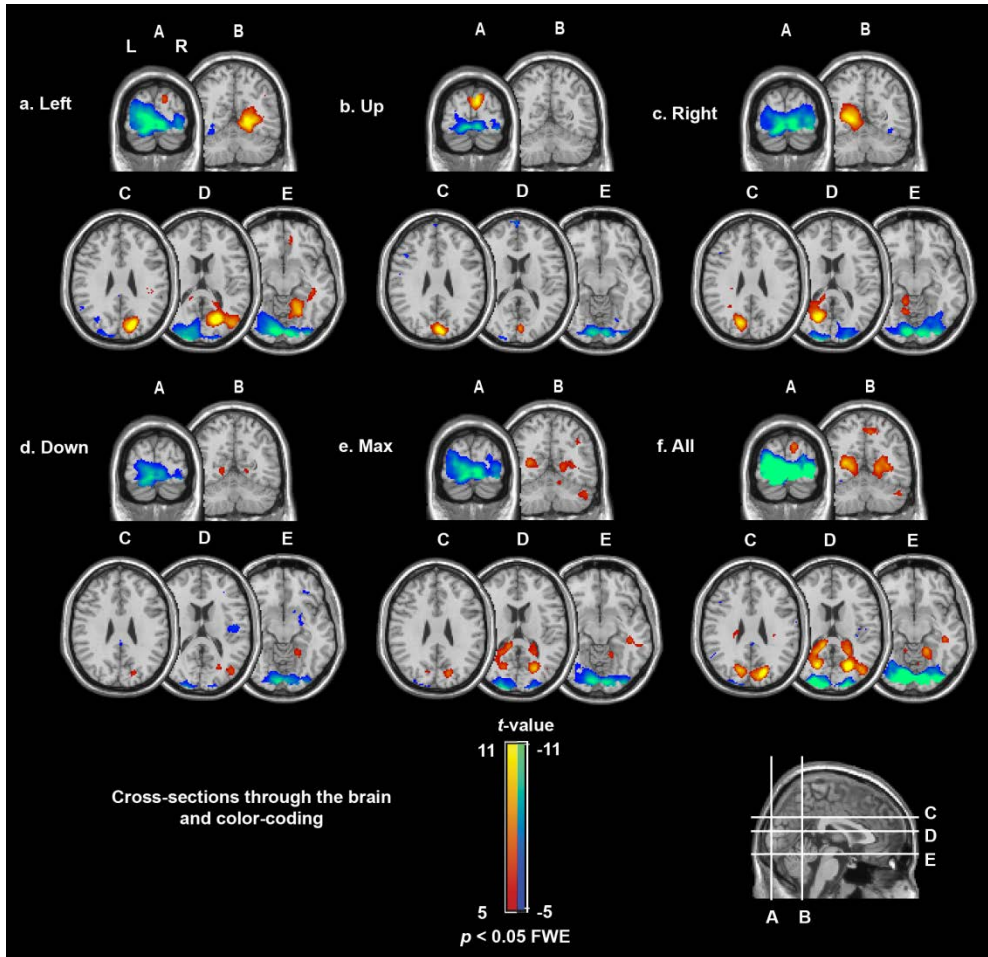 A B
L R
a. Left
C D E
A B
b. Up
C D E
A B
c. Right
C D E
A B
d. Down
C D E
A B
e. Max
C D E
A B
f. All
C D E
t-value
11 -11
5 -5
p < 0.05 FWE
Cross-sections through the brain
and color-coding
C
D
E
A B